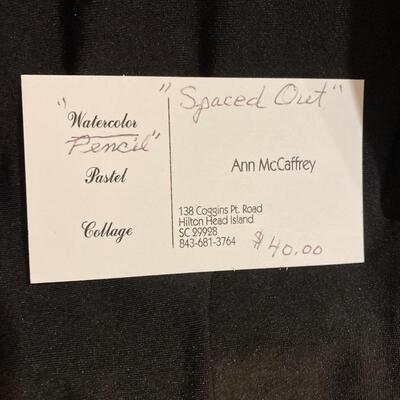 "Watercolor
Pencil"
Pastel
Collage
"Spaced Out"
Ann McCaffrey
138 Coggins Pt. Road
Hilton Head Island
SC 29928
843-681-3764
$40.00